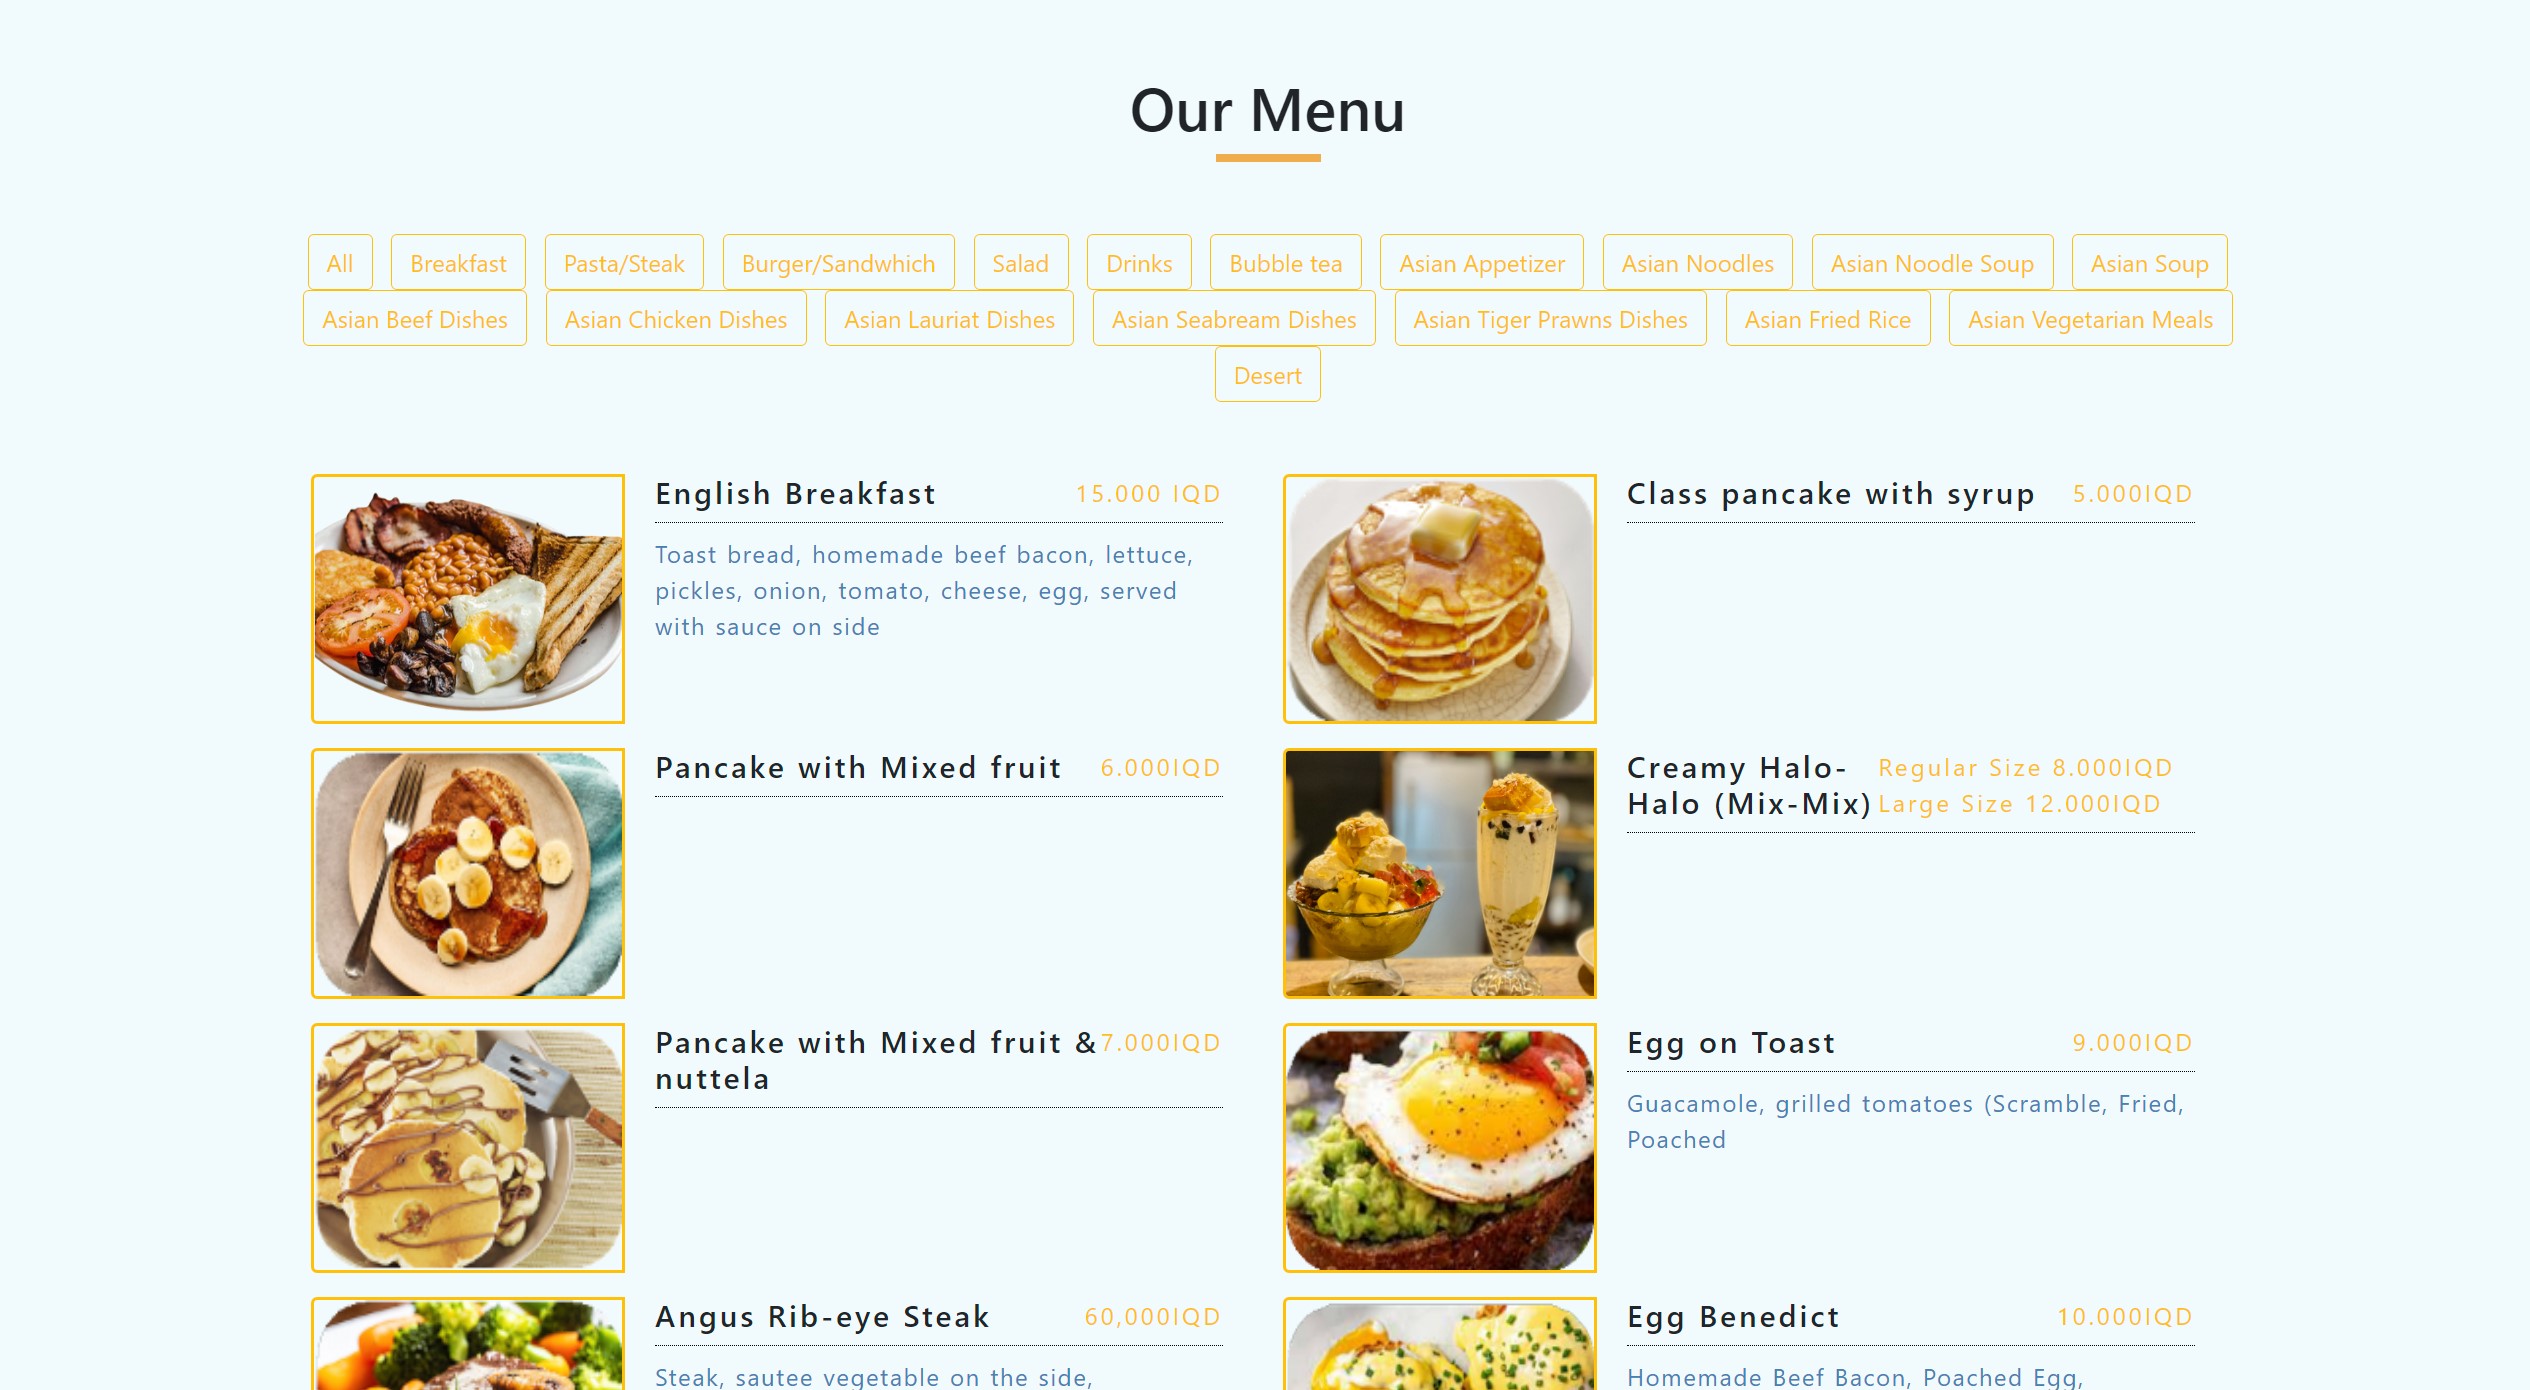 Our Menu
All Breakfast Pasta/Steak Burger/Sandwhich Salad Drinks Bubble tea Asian Appetizer Asian Noodles Asian Noodle Soup Asian Soup
Asian Beef Dishes Asian Chicken Dishes Asian Lauriat Dishes Asian Seabream Dishes Asian Tiger Prawns Dishes Asian Fried Rice Asian Vegetarian Meals
Desert
English Breakfast 15.000 IQD
Toast bread, homemade beef bacon, lettuce,
pickles, onion, tomato, cheese, egg, served
with sauce on side
Class pancake with syrup 5.000IQD
Pancake with Mixed fruit 6.000IQD
Creamy Halo- Regular Size 8.000IQD
Halo (Mix-Mix) Large Size 12.000IQD
Pancake with Mixed fruit & 7.000IQD
nuttela
Egg on Toast 9.000IQD
Guacamole, grilled tomatoes (Scramble, Fried,
Poached
Angus Rib-eye Steak 60,000IQD
Steak, sautee vegetable on the side,
Egg Benedict 10.000IQD
Homemade Beef Bacon, Poached Egg,